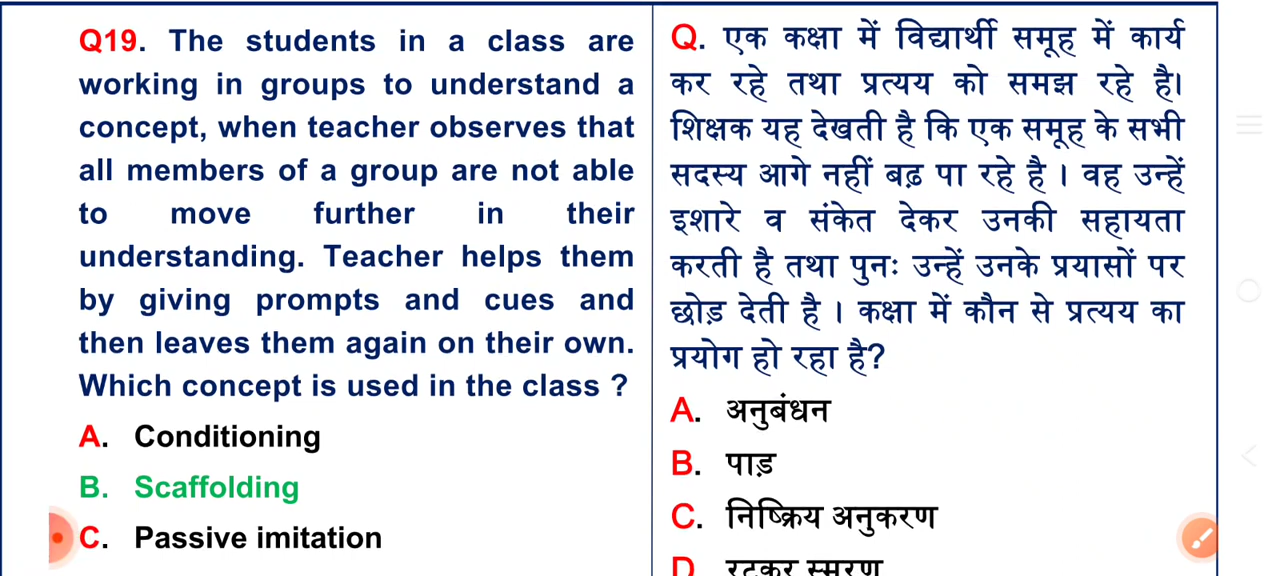 Q19. The students in a class are
working in groups to understand a
concept, when teacher observes that
all members of a group are not able
to move further in their
understanding. Teacher helps them
by giving prompts and cues and
then leaves them again on their own.
Which concept is used in the class ?
A. Conditioning
B. Scaffolding
C. Passive imitation
Q. एक कक्षा में विद्यार्थी समूह में कार्य
कर रहे तथा प्रत्यय को समझ रहे है।
शिक्षक यह देखती है कि एक समूह के सभी
सदस्य आगे नहीं बढ़ पा रहे है । वह उन्हें
इशारे व संकेत देकर उनकी सहायता
करती है तथा पुनः उन्हें उनके प्रयासों पर
छोड़ देती है । कक्षा में कौन से प्रत्यय का
प्रयोग हो रहा है?
A. अनुबंधन
B. पाड़
C. निष्क्रिय अनुकरण
D. रटकर स्मरण